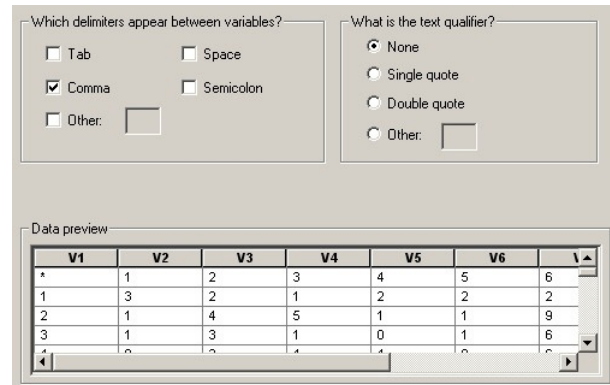 Which delimiters appear between variables?
Tab
Space
Comma
Semicolon
Other:
What is the text qualifier?
None
Single quote
Double quote
Other:
Data preview
V1 V2 V3 V4 V5 V6
* 1 2 3 4 5 6
1 3 2 1 2 2 2
2 1 4 5 1 1 9
3 1 3 1 0 1 6